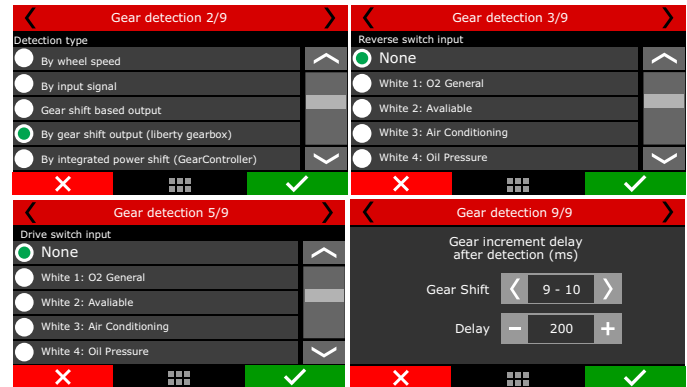 Gear detection 2/9
Detection type
By wheel speed
By input signal
Gear shift based output
By gear shift output (liberty gearbox)
By integrated power shift (GearController)
Gear detection 3/9
Reverse switch input
None
White 1: O2 General
White 2: Avaliable
White 3: Air Conditioning
White 4: Oil Pressure
Gear detection 5/9
Drive switch input
None
White 1: O2 General
White 2: Avaliable
White 3: Air Conditioning
White 4: Oil Pressure
Gear detection 9/9
Gear increment delay
after detection (ms)
Gear Shift 9 - 10
Delay 200